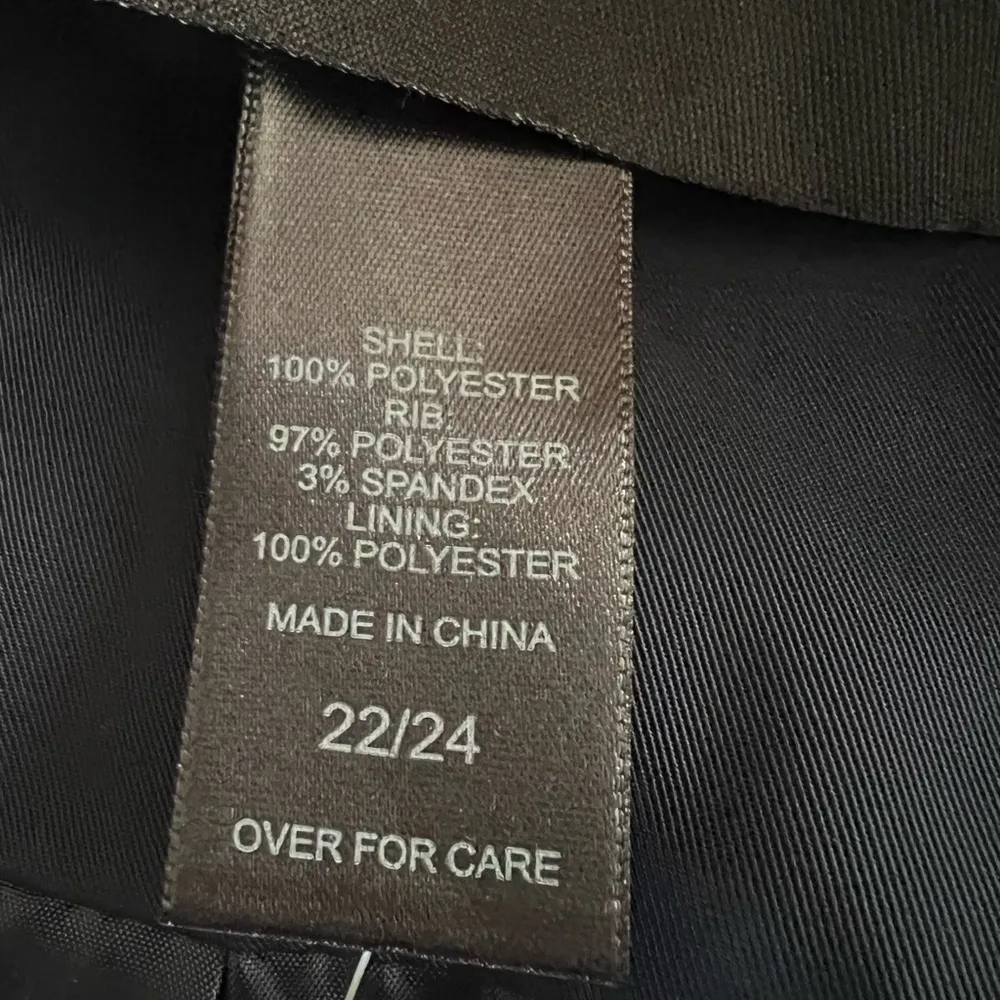 SHELL:
100% POLYESTER
RIB:
97% POLYESTER
3% SPANDEX
LINING:
100% POLYESTER
MADE IN CHINA
22/24
OVER FOR CARE